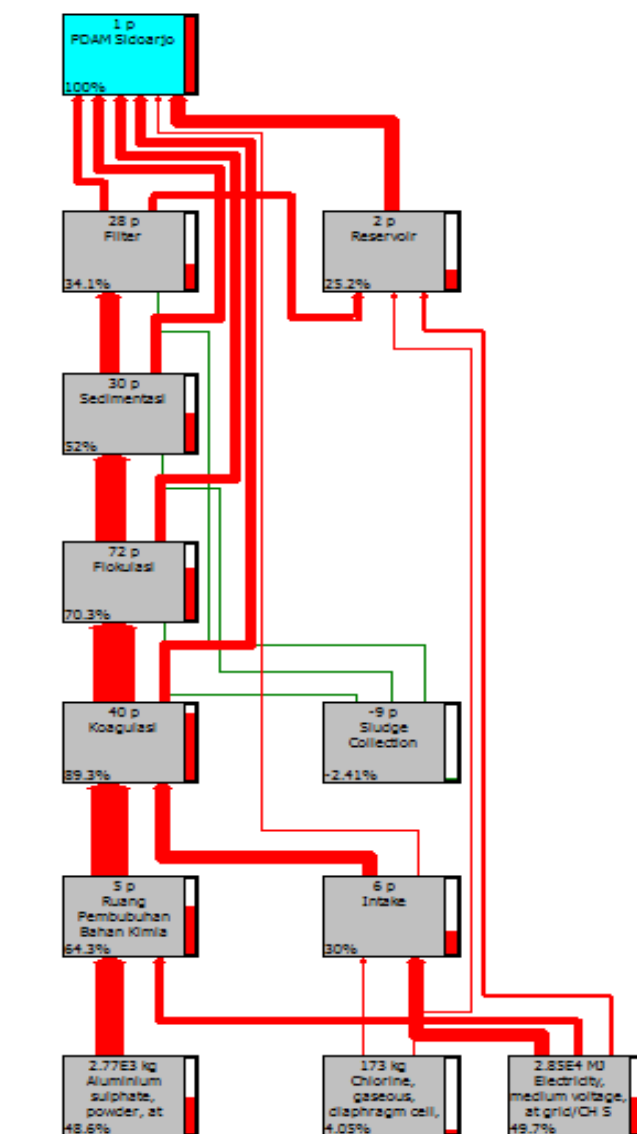 1 p
PDAM Sidoarjo
100%
28 p
Filter
34.1%
2 p
Reservoir
25.2%
30 p
Sedimentasi
52%
72 p
Flokulasi
70.3%
40 p
Koagulasi
89.3%
-9 p
Sludge
Collection
-2.41%
5 p
Ruang
Pembubuhan
Bahan Kimia
64.3%
6 p
Intake
30%
2.77E3 kg
Aluminium
sulphate,
powder, at
48.6%
173 kg
Chlorine,
gaseous,
diaphragm cell,
4.05%
2.85E4 MJ
Electricity,
medium voltage,
at grid/CH S
49.7%